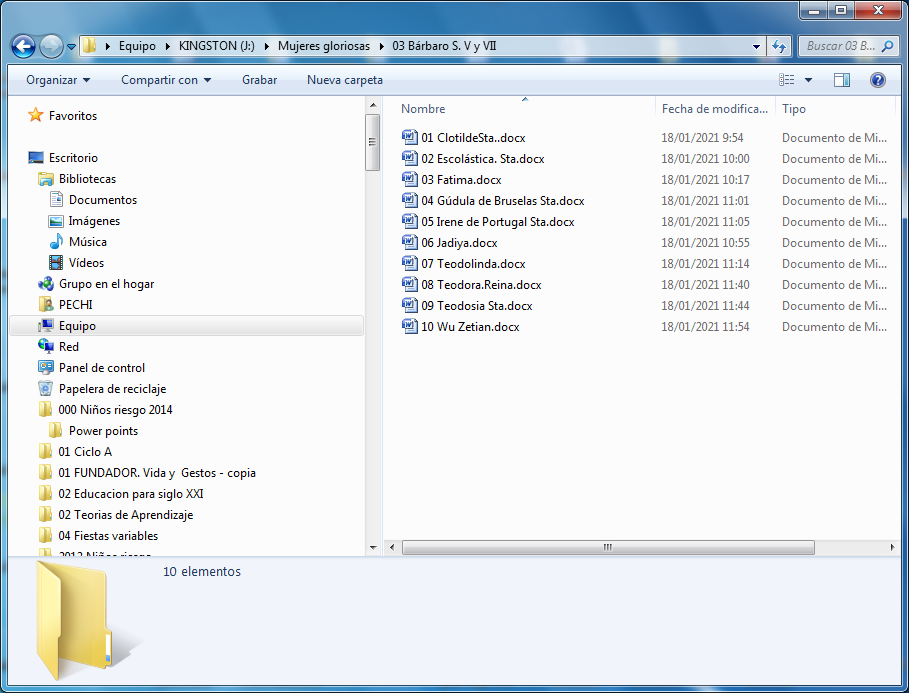 Equipo ▸ KINGSTON (J:) ▸ Mujeres gloriosas ▸ 03 Bárbaro S. V y VII
Buscar 03 B...
Organizar Compartir con Grabar Nueva carpeta
Favoritos
Escritorio
Bibliotecas
Documentos
Imágenes
Música
Vídeos
Grupo en el hogar
PECHI
Equipo
Red
Panel de control
Papelera de reciclaje
000 Niños riesgo 2014
Power points
01 Ciclo A
01 FUNDADOR. Vida y Gestos - copia
02 Educacion para siglo XXI
02 Teorias de Aprendizaje
04 Fiestas variables
2013 Niños riesgo
Nombre Fecha de modifica... Tipo
01 ClotildeSta..docx 18/01/2021 9:54 Documento de Mi...
02 Escolástica. Sta.docx 18/01/2021 10:00 Documento de Mi...
03 Fatima.docx 18/01/2021 10:17 Documento de Mi...
04 Gúdula de Bruselas Sta.docx 18/01/2021 11:01 Documento de Mi...
05 Irene de Portugal Sta.docx 18/01/2021 11:05 Documento de Mi...
06 Jadiya.docx 18/01/2021 10:55 Documento de Mi...
07 Teodolinda.docx 18/01/2021 11:14 Documento de Mi...
08 Teodora.Reina.docx 18/01/2021 11:40 Documento de Mi...
09 Teodosia Sta.docx 18/01/2021 11:44 Documento de Mi...
10 Wu Zetian.docx 18/01/2021 11:54 Documento de Mi...
10 elementos